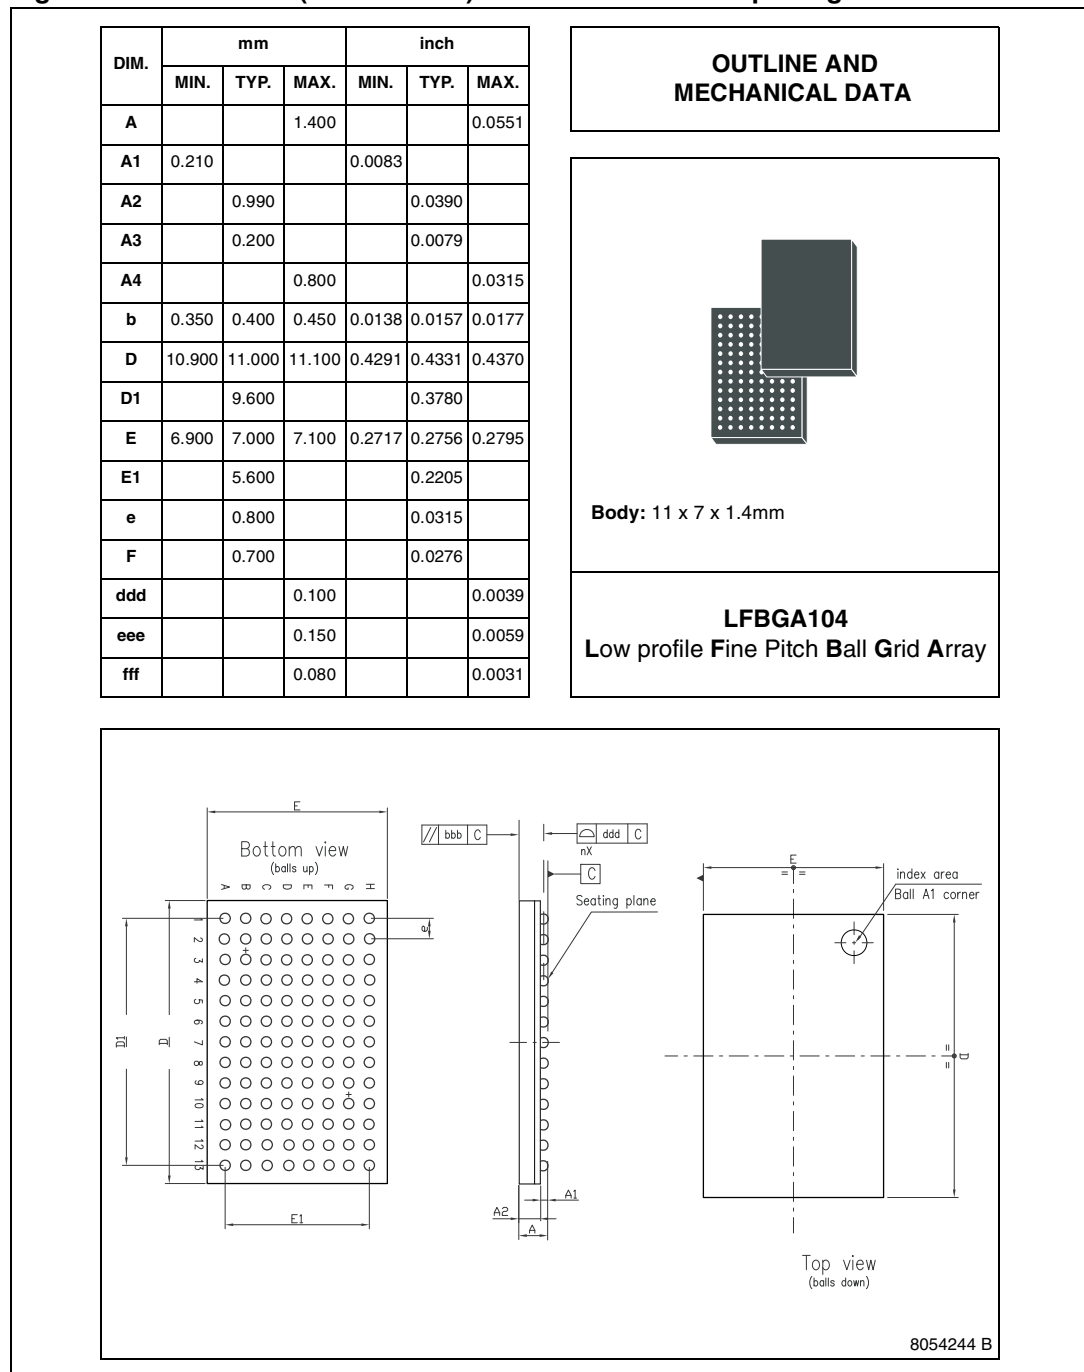 DIM. mm inch
MIN. TYP. MAX. MIN. TYP. MAX.
A 1.400 0.0551
A1 0.210 0.0083
A2 0.990 0.0390
A3 0.200 0.0079
A4 0.800 0.0315
b 0.350 0.400 0.450 0.0138 0.0157 0.0177
D 10.900 11.000 11.100 0.4291 0.4331 0.4370
D1 9.600 0.3780
E 6.900 7.000 7.100 0.2717 0.2756 0.2795
E1 5.600 0.2205
e 0.800 0.0315
F 0.700 0.0276
ddd 0.100 0.0039
eee 0.150 0.0059
fff 0.080 0.0031
OUTLINE AND
MECHANICAL DATA
Body: 11 x 7 x 1.4mm
LFBGA104
Low profile Fine Pitch Ball Grid Array
E
Bottom view
(balls up)
A B C D E F G H
1
2
3
4
5
6
7
8
9
10
11
12
13
D1
D
e
E1
// bbb C
ddd C
nX
C
Seating plane
A1
A2
A
E
= =
index area
Ball A1 corner
= D =
Top view
(balls down)
8054244 B